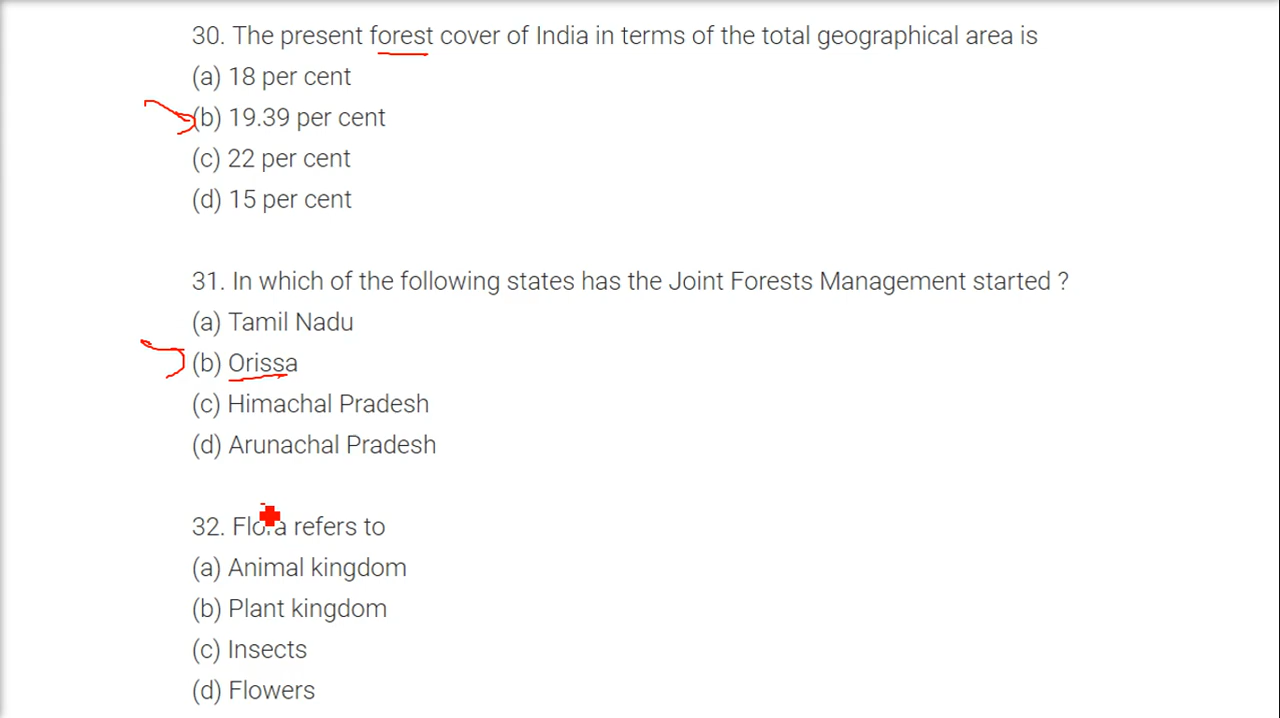 30. The present forest cover of India in terms of the total geographical area is
(a) 18 per cent
(b) 19.39 per cent
(c) 22 per cent
(d) 15 per cent
31. In which of the following states has the Joint Forests Management started ?
(a) Tamil Nadu
(b) Orissa
(c) Himachal Pradesh
(d) Arunachal Pradesh
32. Flora refers to
(a) Animal kingdom
(b) Plant kingdom
(c) Insects
(d) Flowers